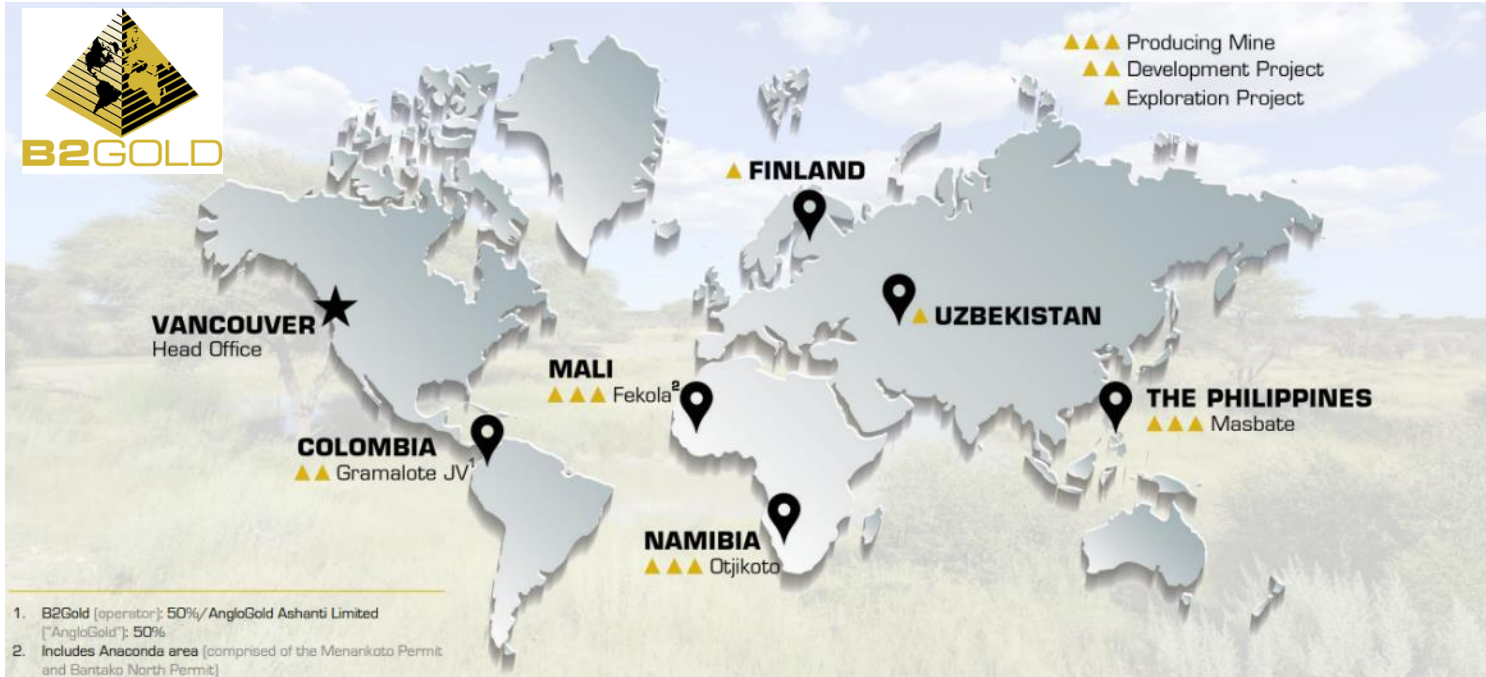 B2GOLD
▲▲▲ Producing Mine
▲▲ Development Project
▲ Exploration Project
▲ FINLAND
▲ UZBEKISTAN
VANCOUVER
Head Office
MALI
▲▲▲ Fekola²
THE PHILIPPINES
▲▲▲ Masbate
COLOMBIA
▲▲ Gramalote JV¹
NAMIBIA
▲▲▲ Otjikoto
1. B2Gold (operator): 50%/AngloGold Ashanti Limited
("AngloGold"): 50%
2. Includes Anaconda area (comprised of the Menankoto Permit
and Bantako North Permit)